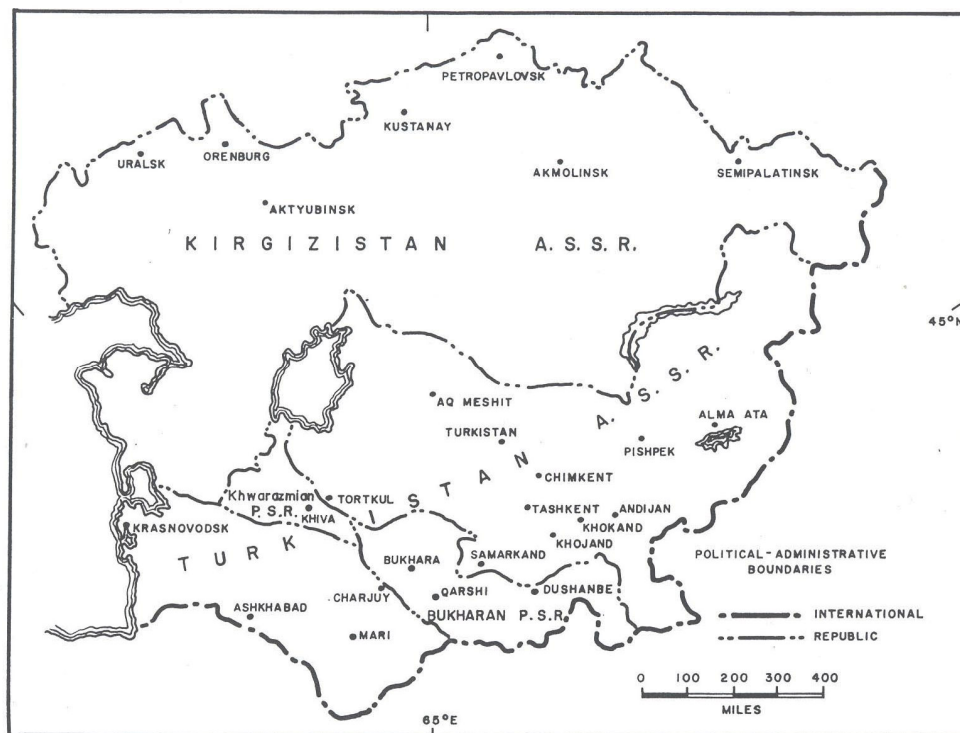 PETROPAVLOVSK
KUSTANAY
URALSK
ORENBURG
AKMOLINSK
SEMIPALATINSK
AKTYUBINSK
KIRGIZISTAN A.S.S.R.
45°N
AQ MESHIT
ALMA ATA
TURKISTAN
PISHPEK
CHIMKENT
TURKISTAN A.S.S.R.
Khwarazmian
P.S.R.
TORTKUL
KHIVA
KRASNOVODSK
TASHKENT
ANDIJAN
KHOKAND
KHOJAND
BUKHARA
SAMARKAND
CHARJUY
QARSHI
DUSHANBE
BUKHARAN P.S.R.
ASHKHABAD
MARI
POLITICAL-ADMINISTRATIVE
BOUNDARIES
INTERNATIONAL
REPUBLIC
0 100 200 300 400
MILES
65°E